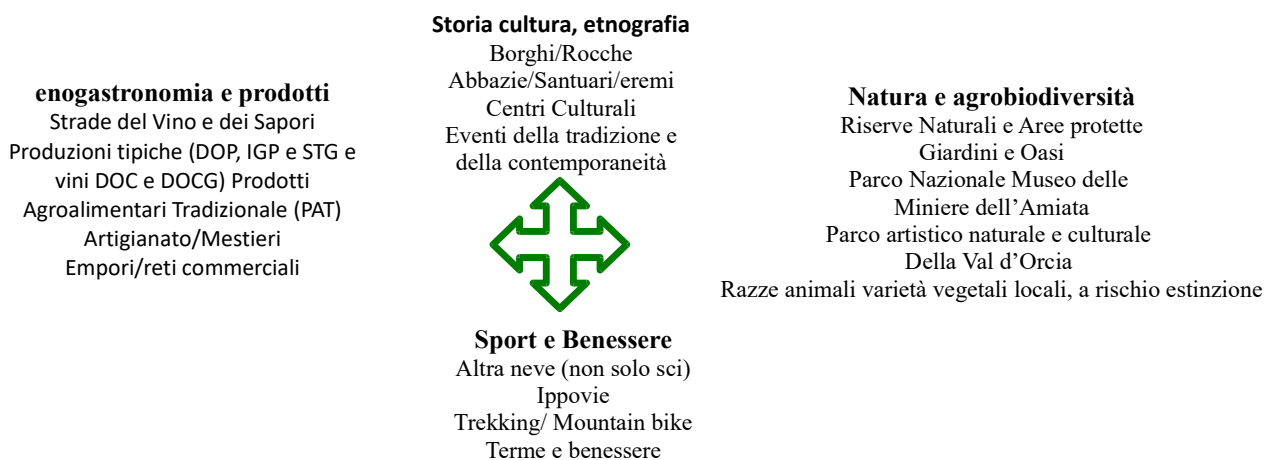 Storia cultura, etnografia
Borghi/Rocche
Abbazie/Santuari/eremi
Centri Culturali
Eventi della tradizione e
della contemporaneità
enogastronomia e prodotti
Strade del Vino e dei Sapori
Produzioni tipiche (DOP, IGP e STG e
vini DOC e DOCG) Prodotti
Agroalimentari Tradizionale (PAT)
Artigianato/Mestieri
Empori/reti commerciali
Natura e agrobiodiversità
Riserve Naturali e Aree protette
Giardini e Oasi
Parco Nazionale Museo delle
Miniere dell’Amiata
Parco artistico naturale e culturale
Della Val d’Orcia
Razze animali varietà vegetali locali, a rischio estinzione
Sport e Benessere
Altra neve (non solo sci)
Ippovie
Trekking/ Mountain bike
Terme e benessere